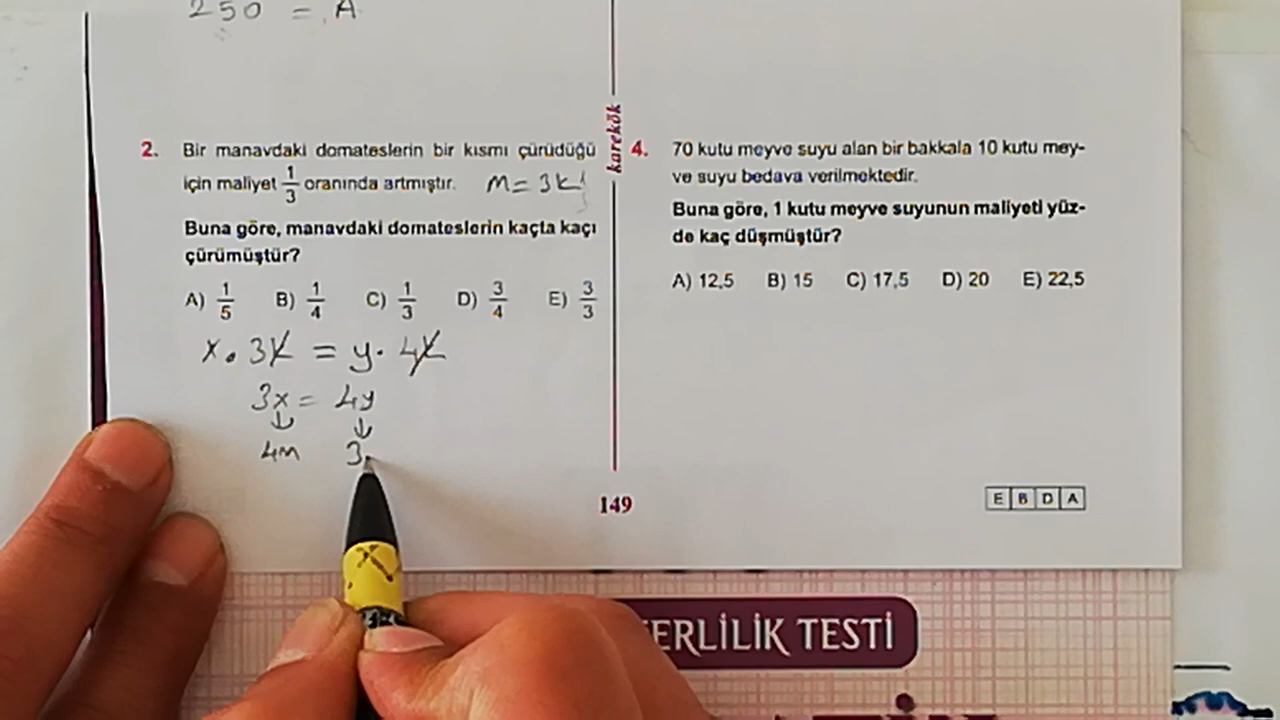 250 = A
2. Bir manavdaki domateslerin bir kısmı çürüdüğü
için maliyet 1/3 oranında artmıştır. M = 3k
Buna göre, manavdaki domateslerin kaçta kaçı
çürümüştür?
A) 1/5 B) 1/4 C) 1/3 D) 3/4 E) 3/3
x . 3k = y . 4k
3x = 4y
↓ ↓
4m 3
karekök
4. 70 kutu meyve suyu alan bir bakkala 10 kutu mey-
ve suyu bedava verilmektedir.
Buna göre, 1 kutu meyve suyunun maliyeti yüz-
de kaç düşmüştür?
A) 12,5 B) 15 C) 17,5 D) 20 E) 22,5
149
E B D A
ERLİLİK TESTİ